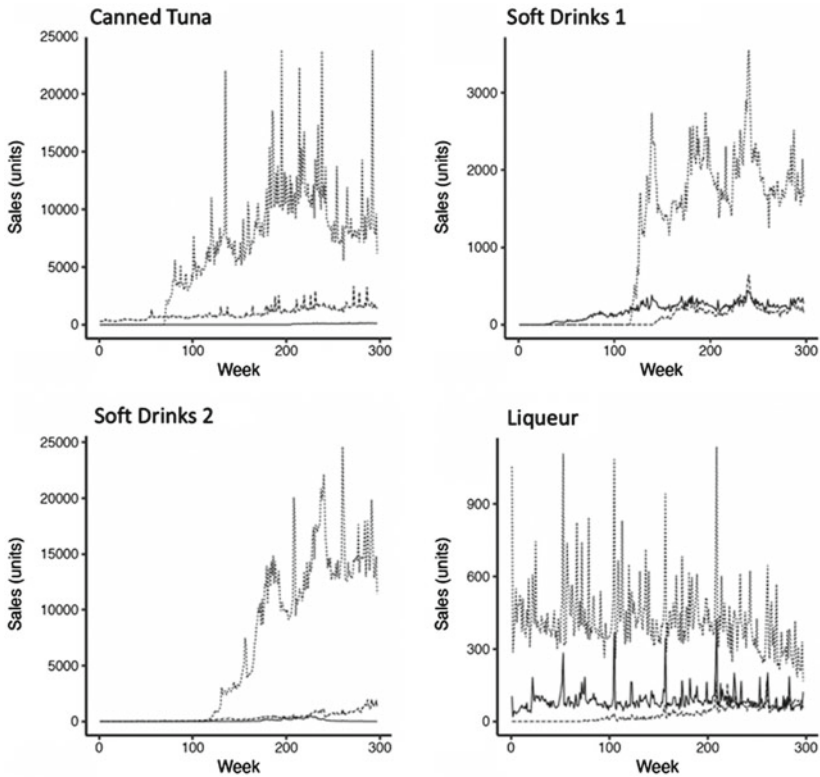 Canned Tuna
25000
20000
15000
10000
5000
0
Sales (units)
0 100 200 300
Week
Soft Drinks 1
3000
2000
1000
0
Sales (units)
0 100 200 300
Week
Soft Drinks 2
25000
20000
15000
10000
5000
0
Sales (units)
0 100 200 300
Week
Liqueur
900
600
300
0
Sales (units)
0 100 200 300
Week